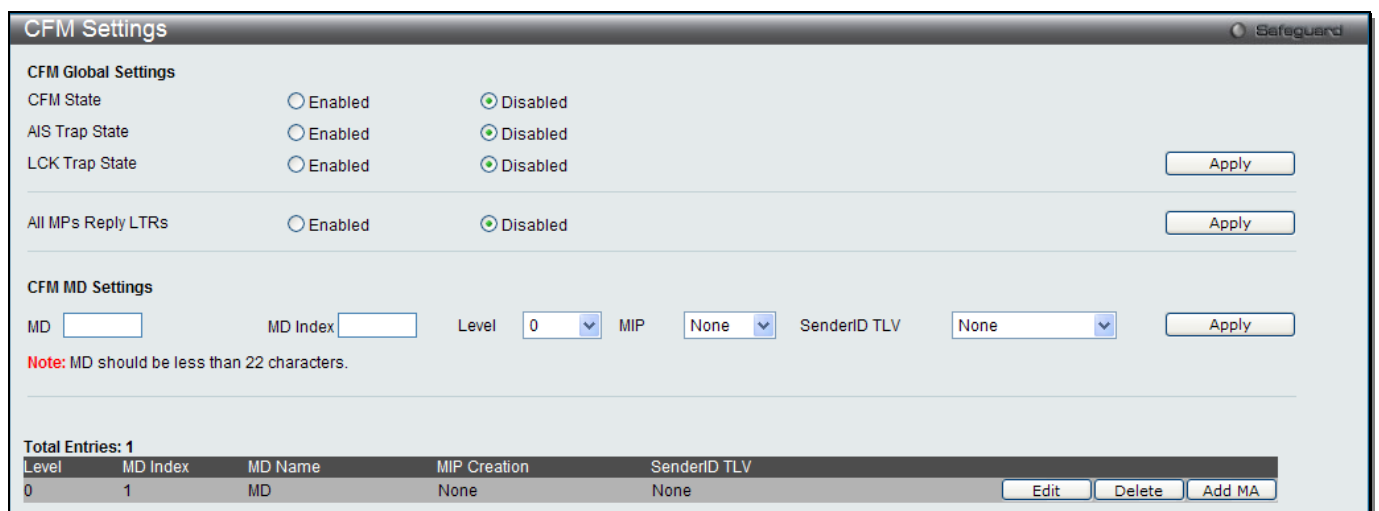 CFM Settings Safeguard
CFM Global Settings
CFM State Enabled Disabled
AIS Trap State Enabled Disabled
LCK Trap State Enabled Disabled Apply
All MPs Reply LTRs Enabled Disabled Apply
CFM MD Settings
MD MD Index Level 0 MIP None SenderID TLV None Apply
Note: MD should be less than 22 characters.
Total Entries: 1
Level MD Index MD Name MIP Creation SenderID TLV
0 1 MD None None Edit Delete Add MA